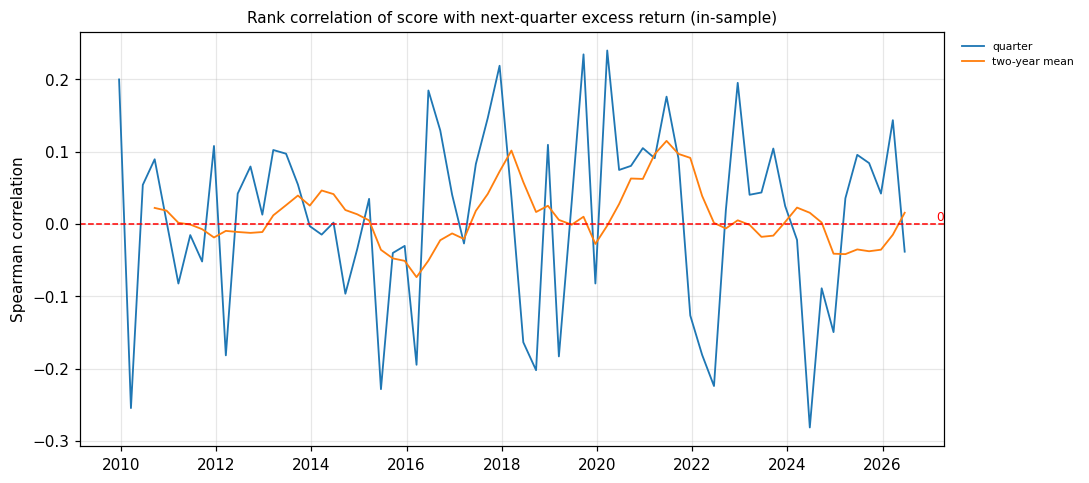 Rank correlation of score with next-quarter excess return (in-sample)
quarter
two-year mean
Spearman correlation
0.2
0.1
0.0
−0.1
−0.2
−0.3
0
2010 2012 2014 2016 2018 2020 2022 2024 2026